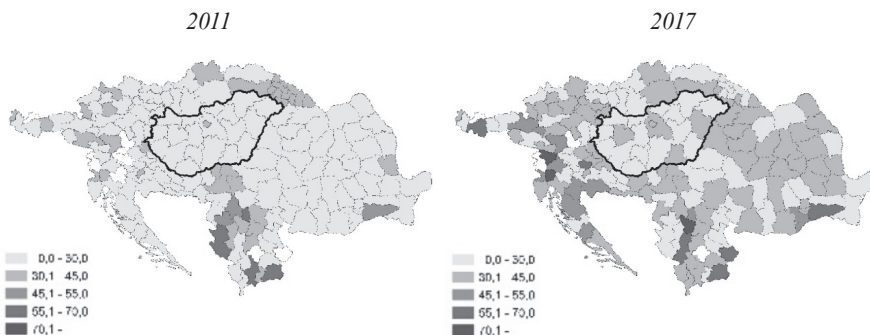 2011
2017
0,0 – 30,0
30,1 – 45,0
45,1 – 55,0
55,1 – 70,0
70,1 –
0,0 – 30,0
30,1 – 45,0
45,1 – 55,0
55,1 – 70,0
70,1 –